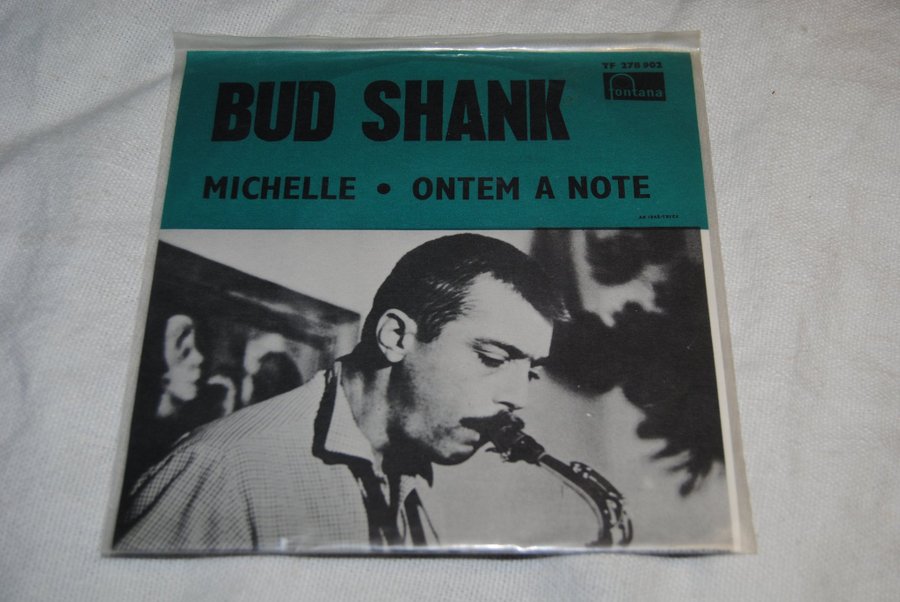 TF 278 902
fontana
BUD SHANK
MICHELLE • ONTEM A NOTE